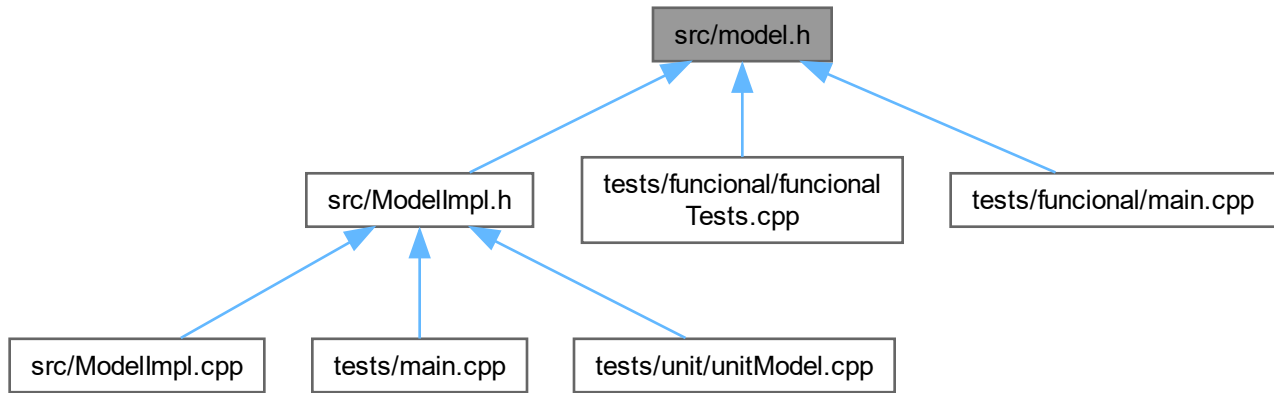 src/model.h
src/ModelImpl.h
tests/funcional/funcional
Tests.cpp
tests/funcional/main.cpp
src/ModelImpl.cpp
tests/main.cpp
tests/unit/unitModel.cpp